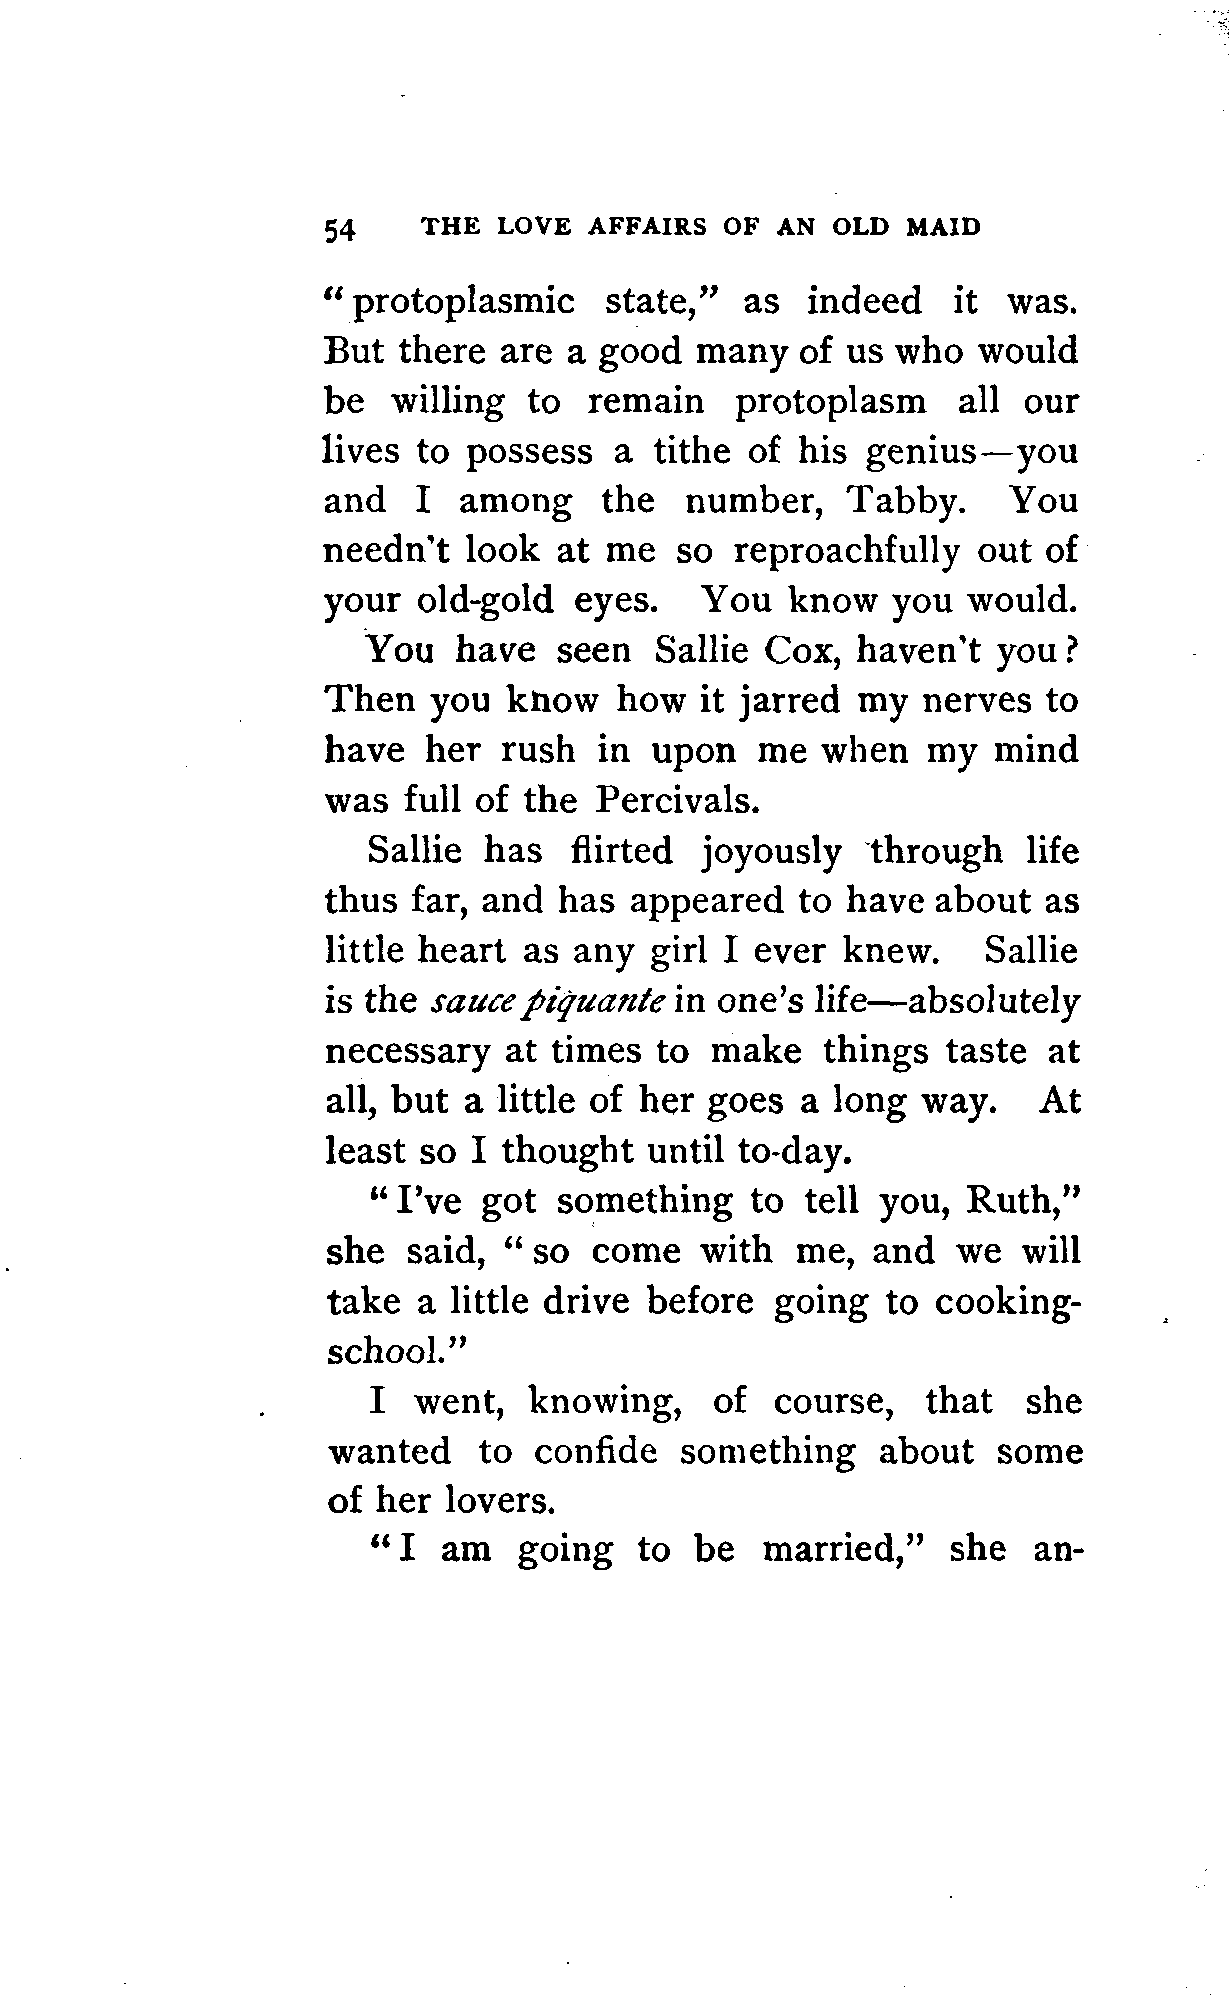 54 THE LOVE AFFAIRS OF AN OLD MAID
"protoplasmic state," as indeed it was.
But there are a good many of us who would
be willing to remain protoplasm all our
lives to possess a tithe of his genius—you
and I among the number, Tabby. You
needn't look at me so reproachfully out of
your old-gold eyes. You know you would.
You have seen Sallie Cox, haven't you?
Then you know how it jarred my nerves to
have her rush in upon me when my mind
was full of the Percivals.
Sallie has flirted joyously through life
thus far, and has appeared to have about as
little heart as any girl I ever knew. Sallie
is the sauce piquante in one's life—absolutely
necessary at times to make things taste at
all, but a little of her goes a long way. At
least so I thought until to-day.
"I've got something to tell you, Ruth,"
she said, "so come with me, and we will
take a little drive before going to cooking-
school."
I went, knowing, of course, that she
wanted to confide something about some
of her lovers.
"I am going to be married," she an-